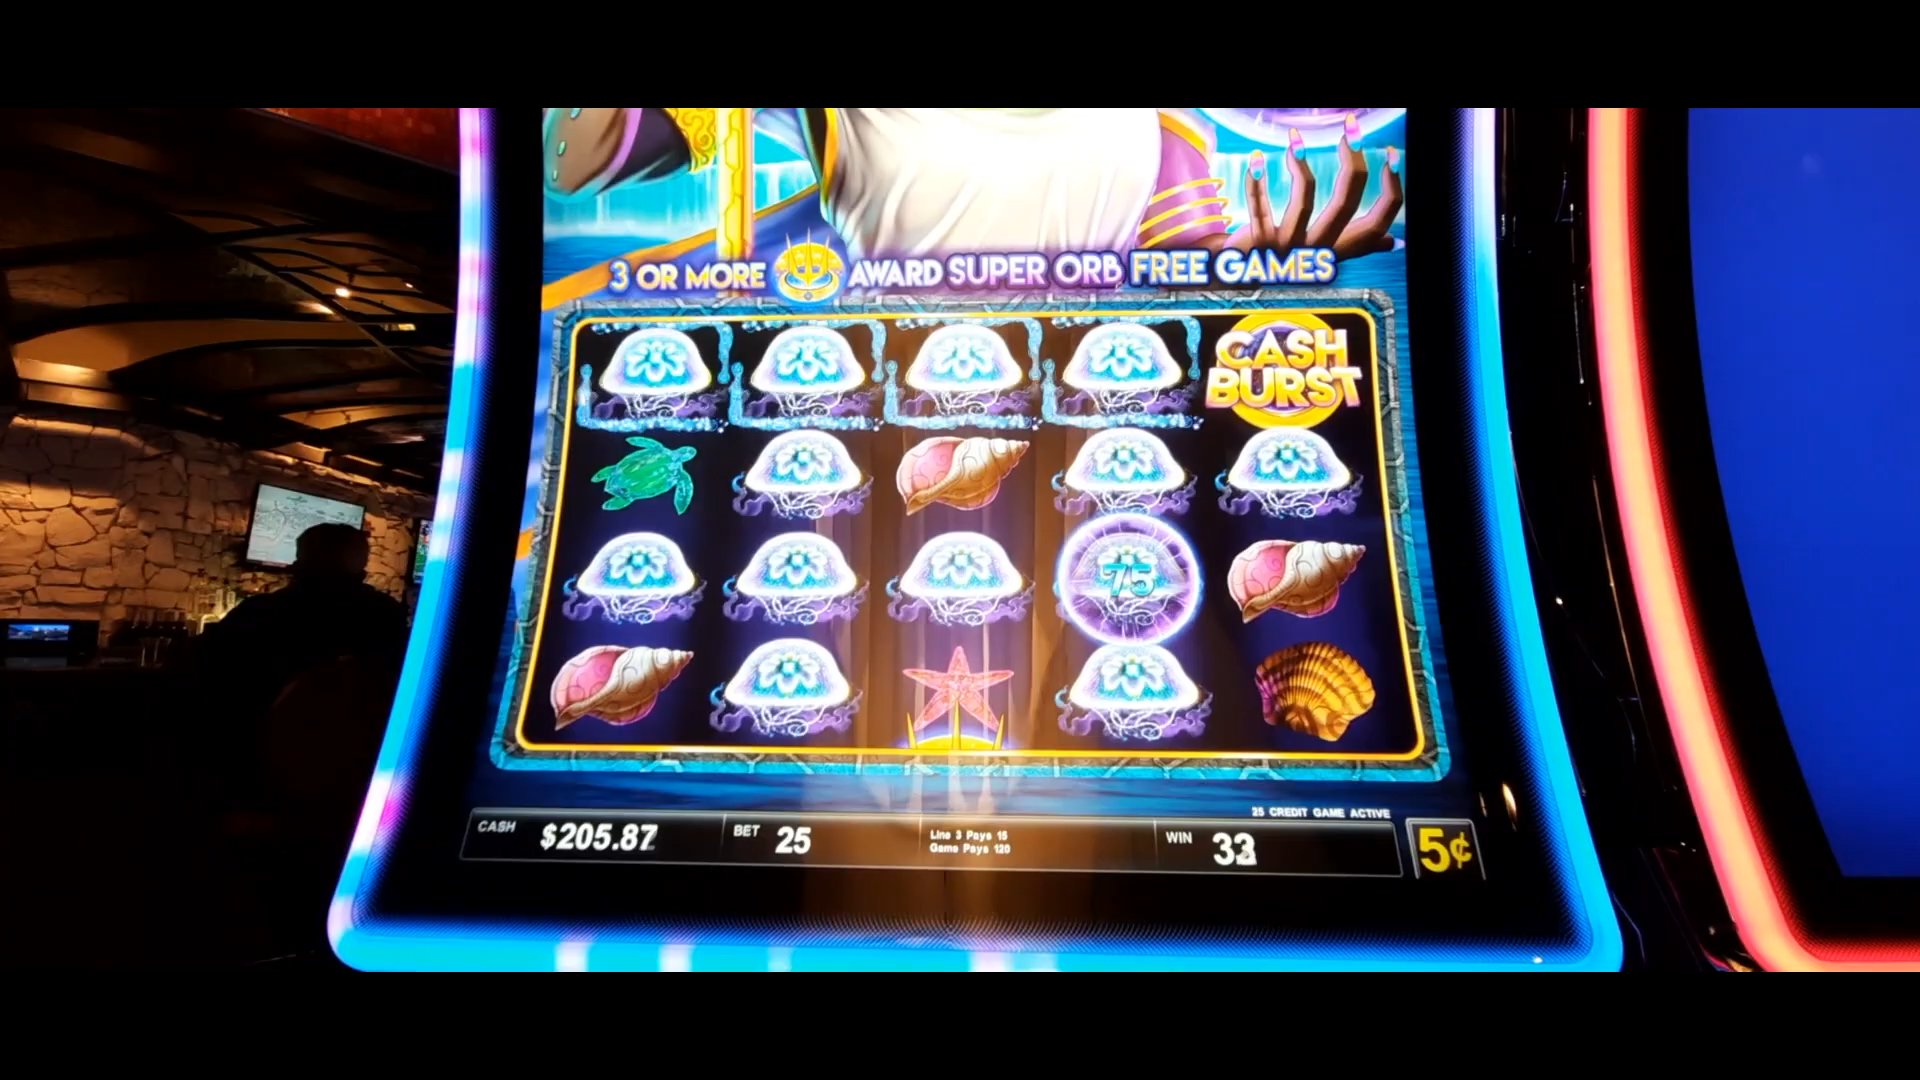 3 OR MORE AWARD SUPER ORB FREE GAMES
CASH
BURST
75
25 CREDIT GAME ACTIVE
CASH $205.87
BET 25
Line 3 Pays 15
Game Pays 120
WIN
5¢